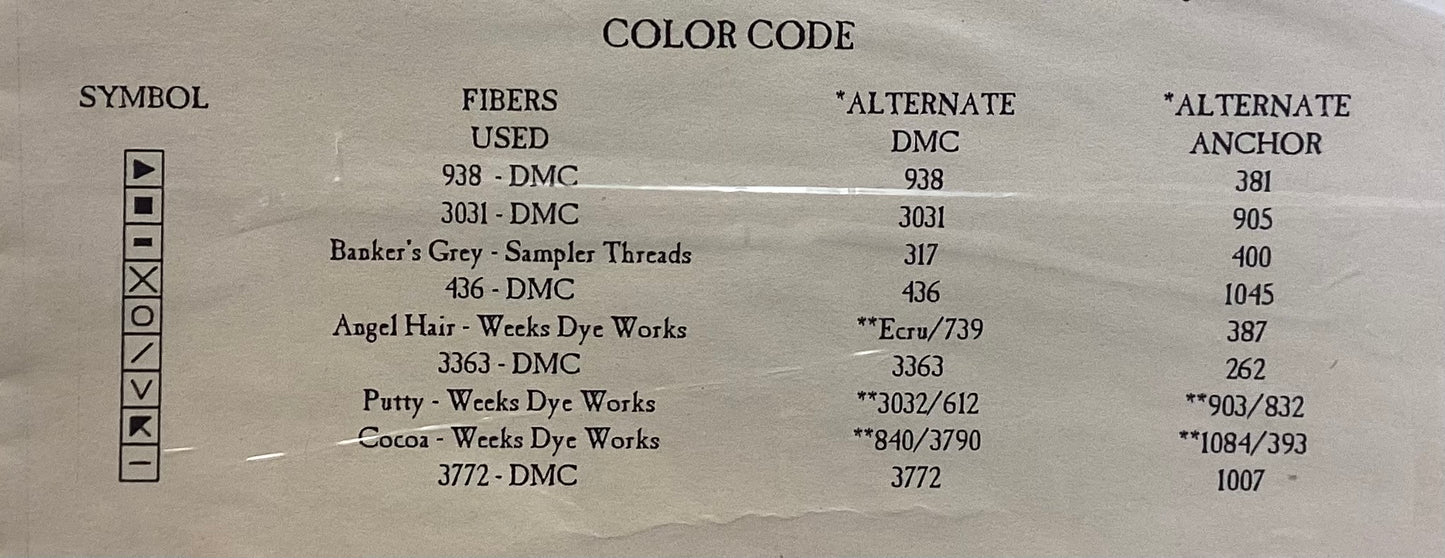 COLOR CODE
SYMBOL FIBERS USED *ALTERNATE DMC *ALTERNATE ANCHOR
938 - DMC 938 381
3031 - DMC 3031 905
Banker's Grey - Sampler Threads 317 400
436 - DMC 436 1045
Angel Hair - Weeks Dye Works **Ecru/739 387
3363 - DMC 3363 262
Putty - Weeks Dye Works **3032/612 **903/832
Cocoa - Weeks Dye Works **840/3790 **1084/393
3772 - DMC 3772 1007